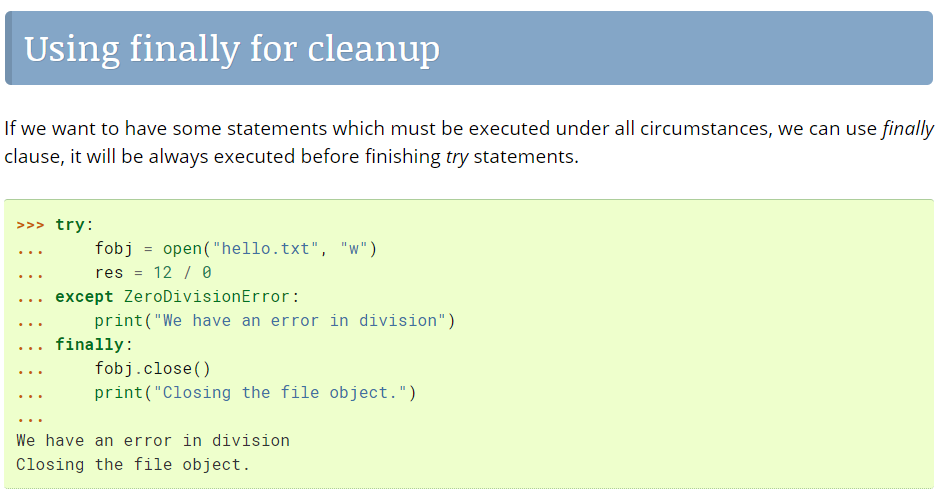 Using finally for cleanup
If we want to have some statements which must be executed under all circumstances, we can use finally
clause, it will be always executed before finishing try statements.
>>> try:
...     fobj = open("hello.txt", "w")
...     res = 12 / 0
... except ZeroDivisionError:
...     print("We have an error in division")
... finally:
...     fobj.close()
...     print("Closing the file object.")
...
We have an error in division
Closing the file object.